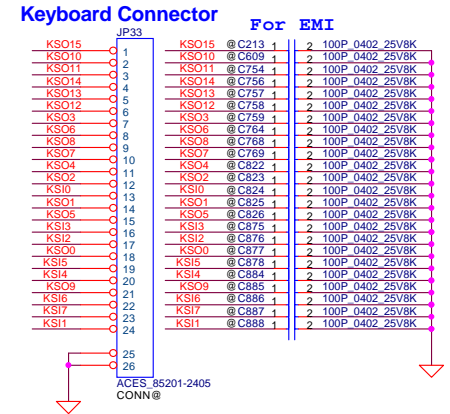 Keyboard Connector
For EMI
JP33
KSO15 1 KSO15 @C213 1 2 100P_0402_25V8K
KSO10 2 KSO10 @C609 1 2 100P_0402_25V8K
KSO11 3 KSO11 @C754 1 2 100P_0402_25V8K
KSO14 4 KSO14 @C756 1 2 100P_0402_25V8K
KSO13 5 KSO13 @C757 1 2 100P_0402_25V8K
KSO12 6 KSO12 @C758 1 2 100P_0402_25V8K
KSO3 7 KSO3 @C759 1 2 100P_0402_25V8K
KSO6 8 KSO6 @C764 1 2 100P_0402_25V8K
KSO8 9 KSO8 @C768 1 2 100P_0402_25V8K
KSO7 10 KSO7 @C769 1 2 100P_0402_25V8K
KSO4 11 KSO4 @C822 1 2 100P_0402_25V8K
KSO2 12 KSO2 @C823 1 2 100P_0402_25V8K
KSI0 13 KSI0 @C824 1 2 100P_0402_25V8K
KSO1 14 KSO1 @C825 1 2 100P_0402_25V8K
KSO5 15 KSO5 @C826 1 2 100P_0402_25V8K
KSI3 16 KSI3 @C875 1 2 100P_0402_25V8K
KSI2 17 KSI2 @C876 1 2 100P_0402_25V8K
KSO0 18 KSO0 @C877 1 2 100P_0402_25V8K
KSI5 19 KSI5 @C878 1 2 100P_0402_25V8K
KSI4 20 KSI4 @C884 1 2 100P_0402_25V8K
KSO9 21 KSO9 @C885 1 2 100P_0402_25V8K
KSI6 22 KSI6 @C886 1 2 100P_0402_25V8K
KSI7 23 KSI7 @C887 1 2 100P_0402_25V8K
KSI1 24 KSI1 @C888 1 2 100P_0402_25V8K
25
26
ACES_85201-2405
CONN@